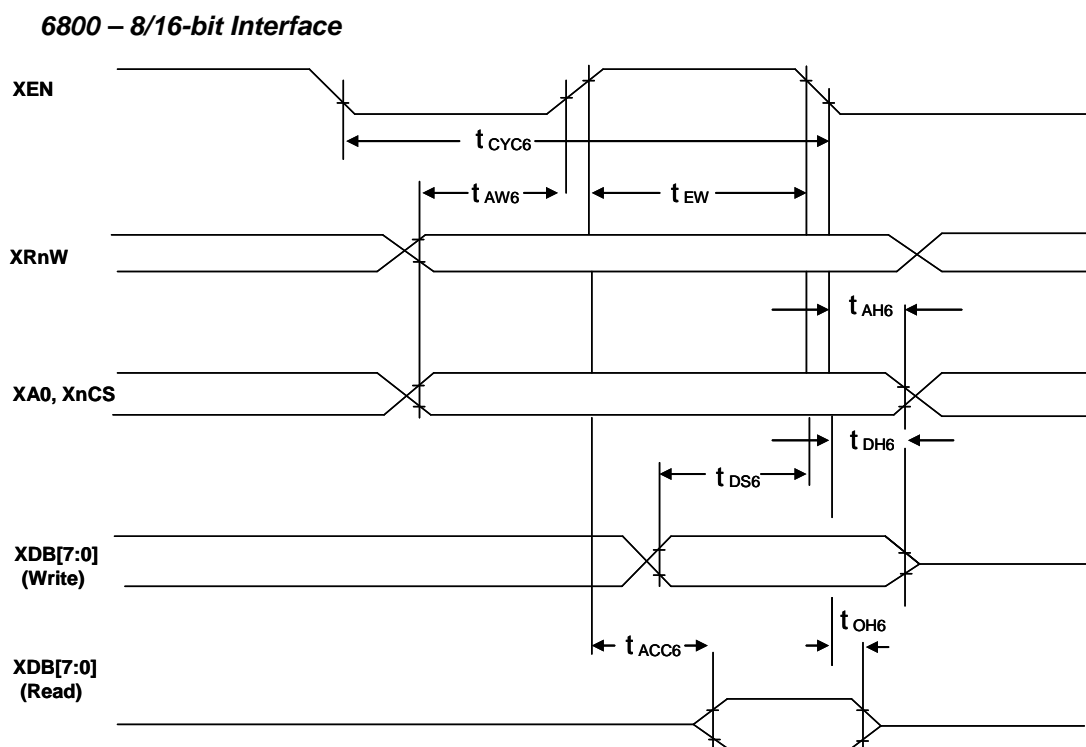 6800 – 8/16-bit Interface
XEN
t CYC6
t AW6
t EW
XRnW
t AH6
XA0, XnCS
t DH6
t DS6
XDB[7:0]
(Write)
t OH6
t ACC6
XDB[7:0]
(Read)